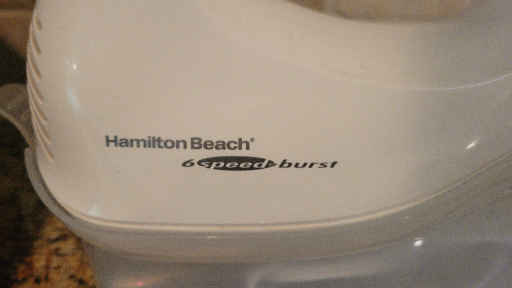 Hamilton Beach®
6 speed burst